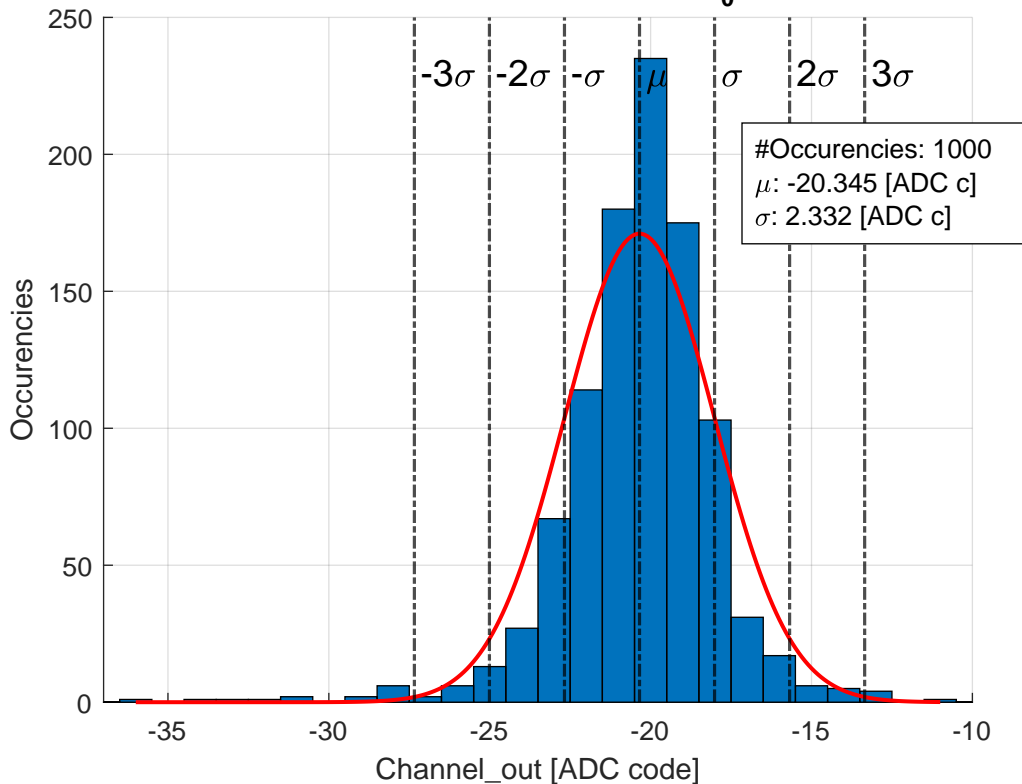 0
250
200
150
100
50
0
-3σ -2σ -σ μ σ 2σ 3σ
#Occurencies: 1000
μ: -20.345 [ADC c]
σ: 2.332 [ADC c]
Occurencies
-35 -30 -25 -20 -15 -10
Channel_out [ADC code]